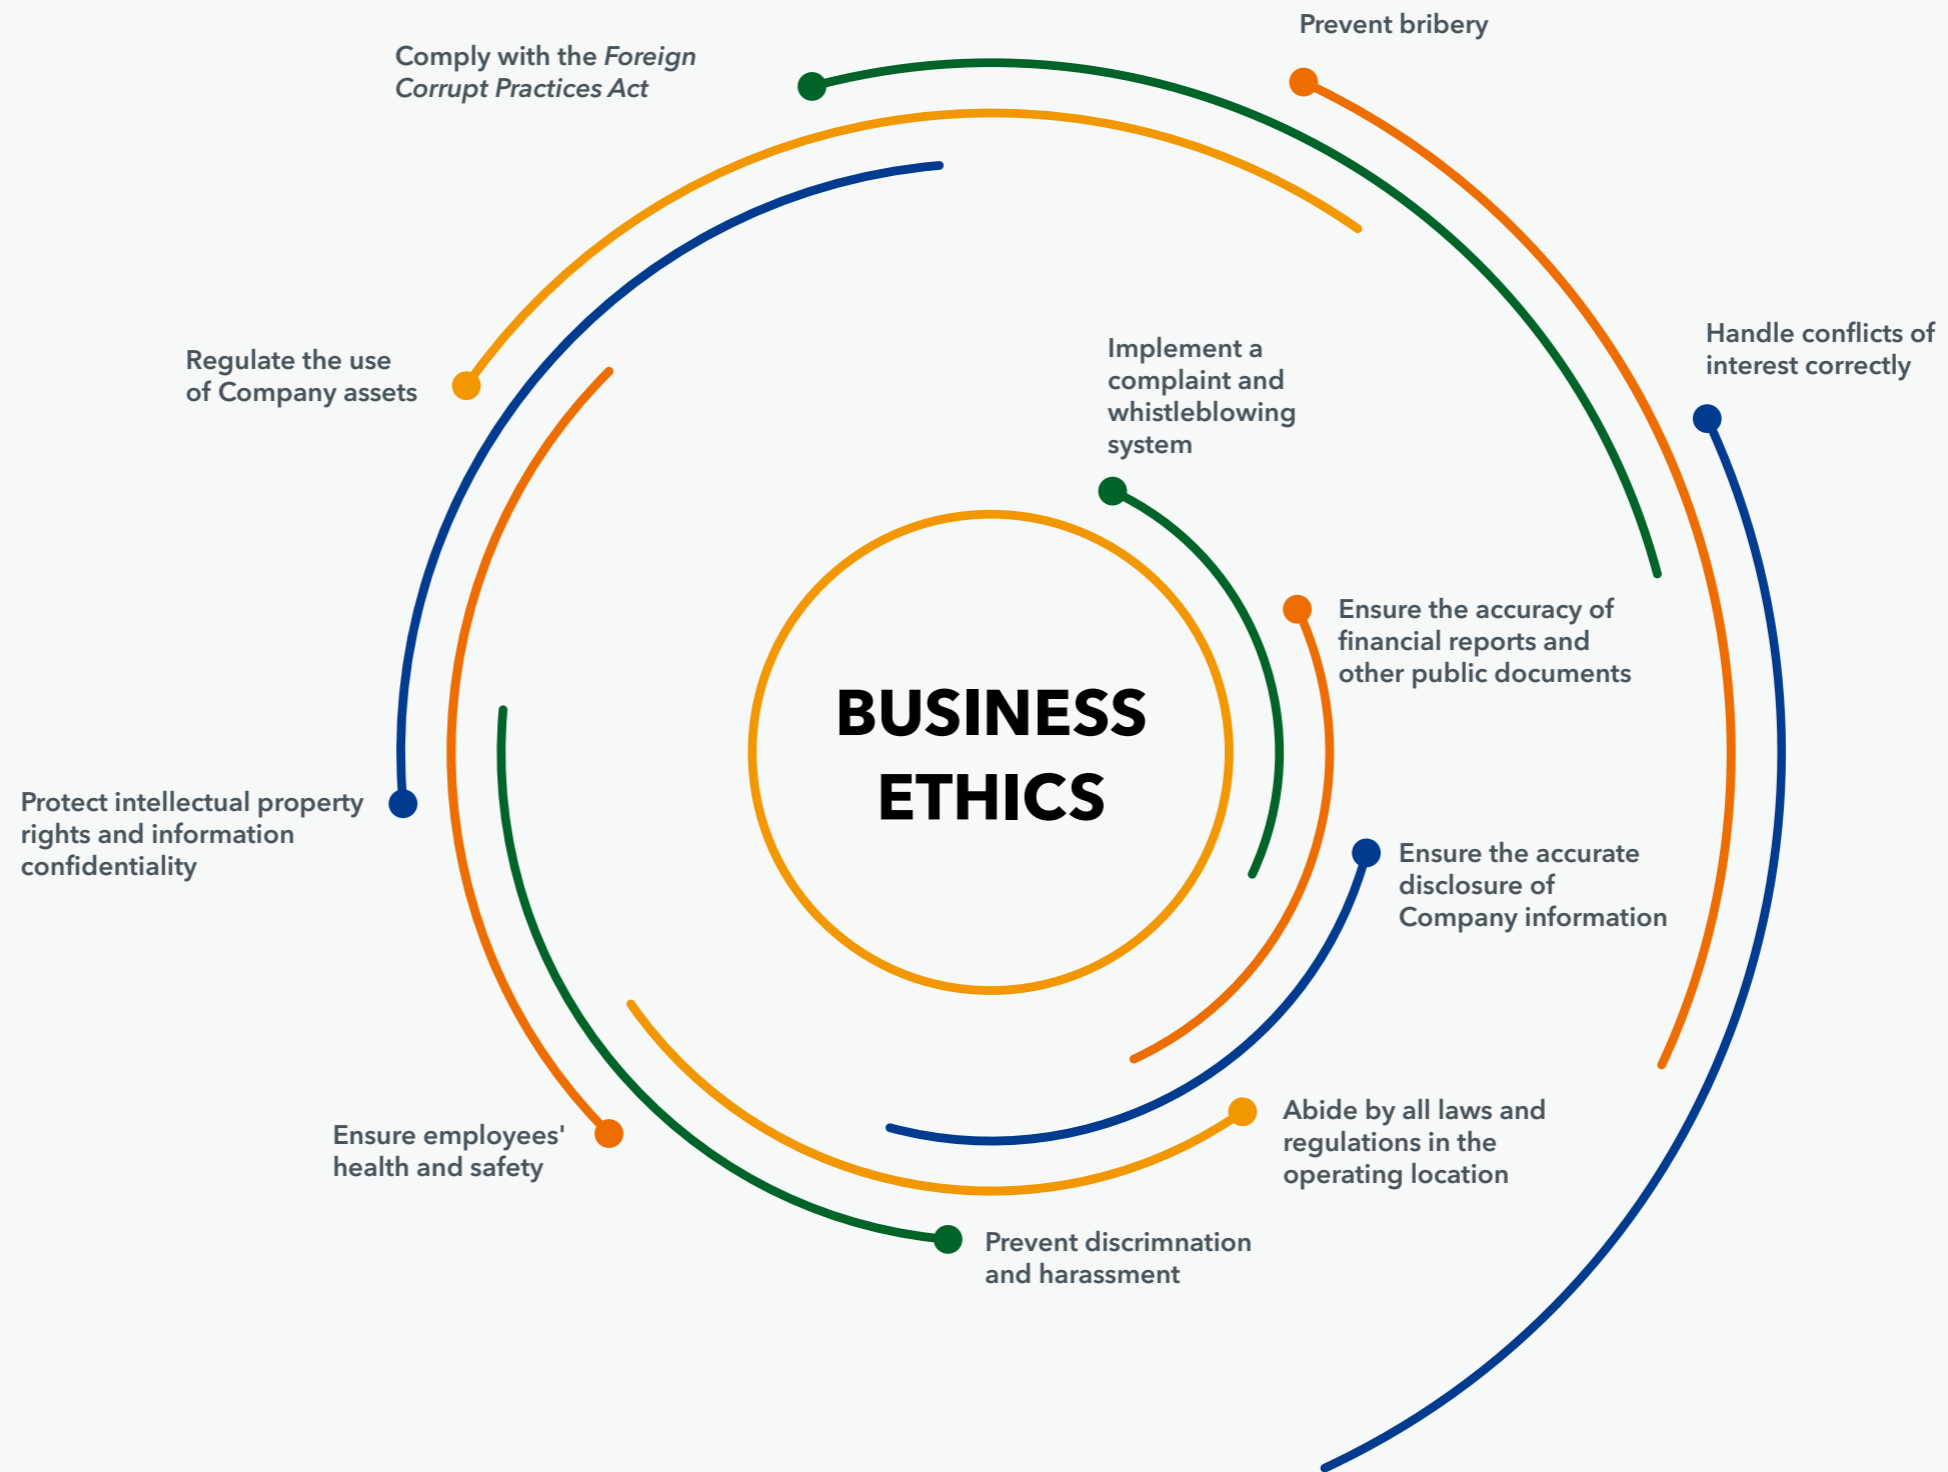 Prevent bribery
Comply with the Foreign
Corrupt Practices Act
Handle conflicts of
interest correctly
Implement a
complaint and
whistleblowing
system
Regulate the use
of Company assets
Ensure the accuracy of
financial reports and
other public documents
BUSINESS
ETHICS
Protect intellectual property
rights and information
confidentiality
Ensure the accurate
disclosure of
Company information
Abide by all laws and
regulations in the
operating location
Ensure employees'
health and safety
Prevent discrimnation
and harassment